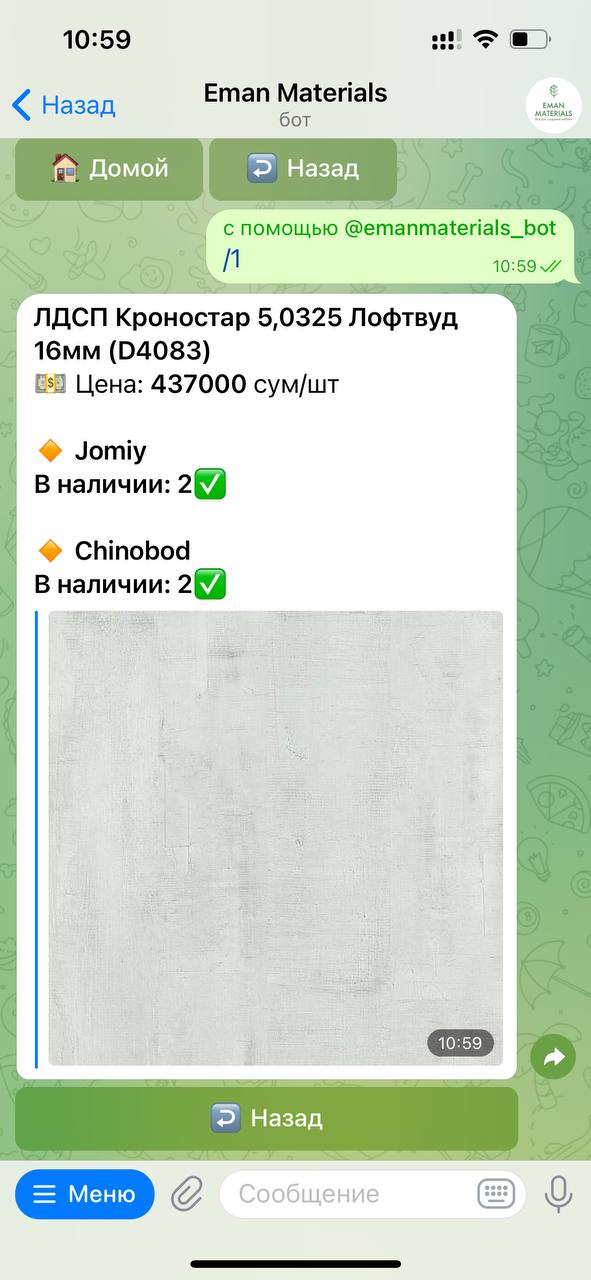 10:59
Назад
Eman Materials
бот
EMAN
MATERIALS
Домой
Назад
с помощью @emanmaterials_bot
/1
10:59
ЛДСП Кроностар 5,0325 Лофтвуд
16мм (D4083)
Цена: 437000 сум/шт
Jomiy
В наличии: 2
Chinobod
В наличии: 2
10:59
Назад
Меню
Сообщение